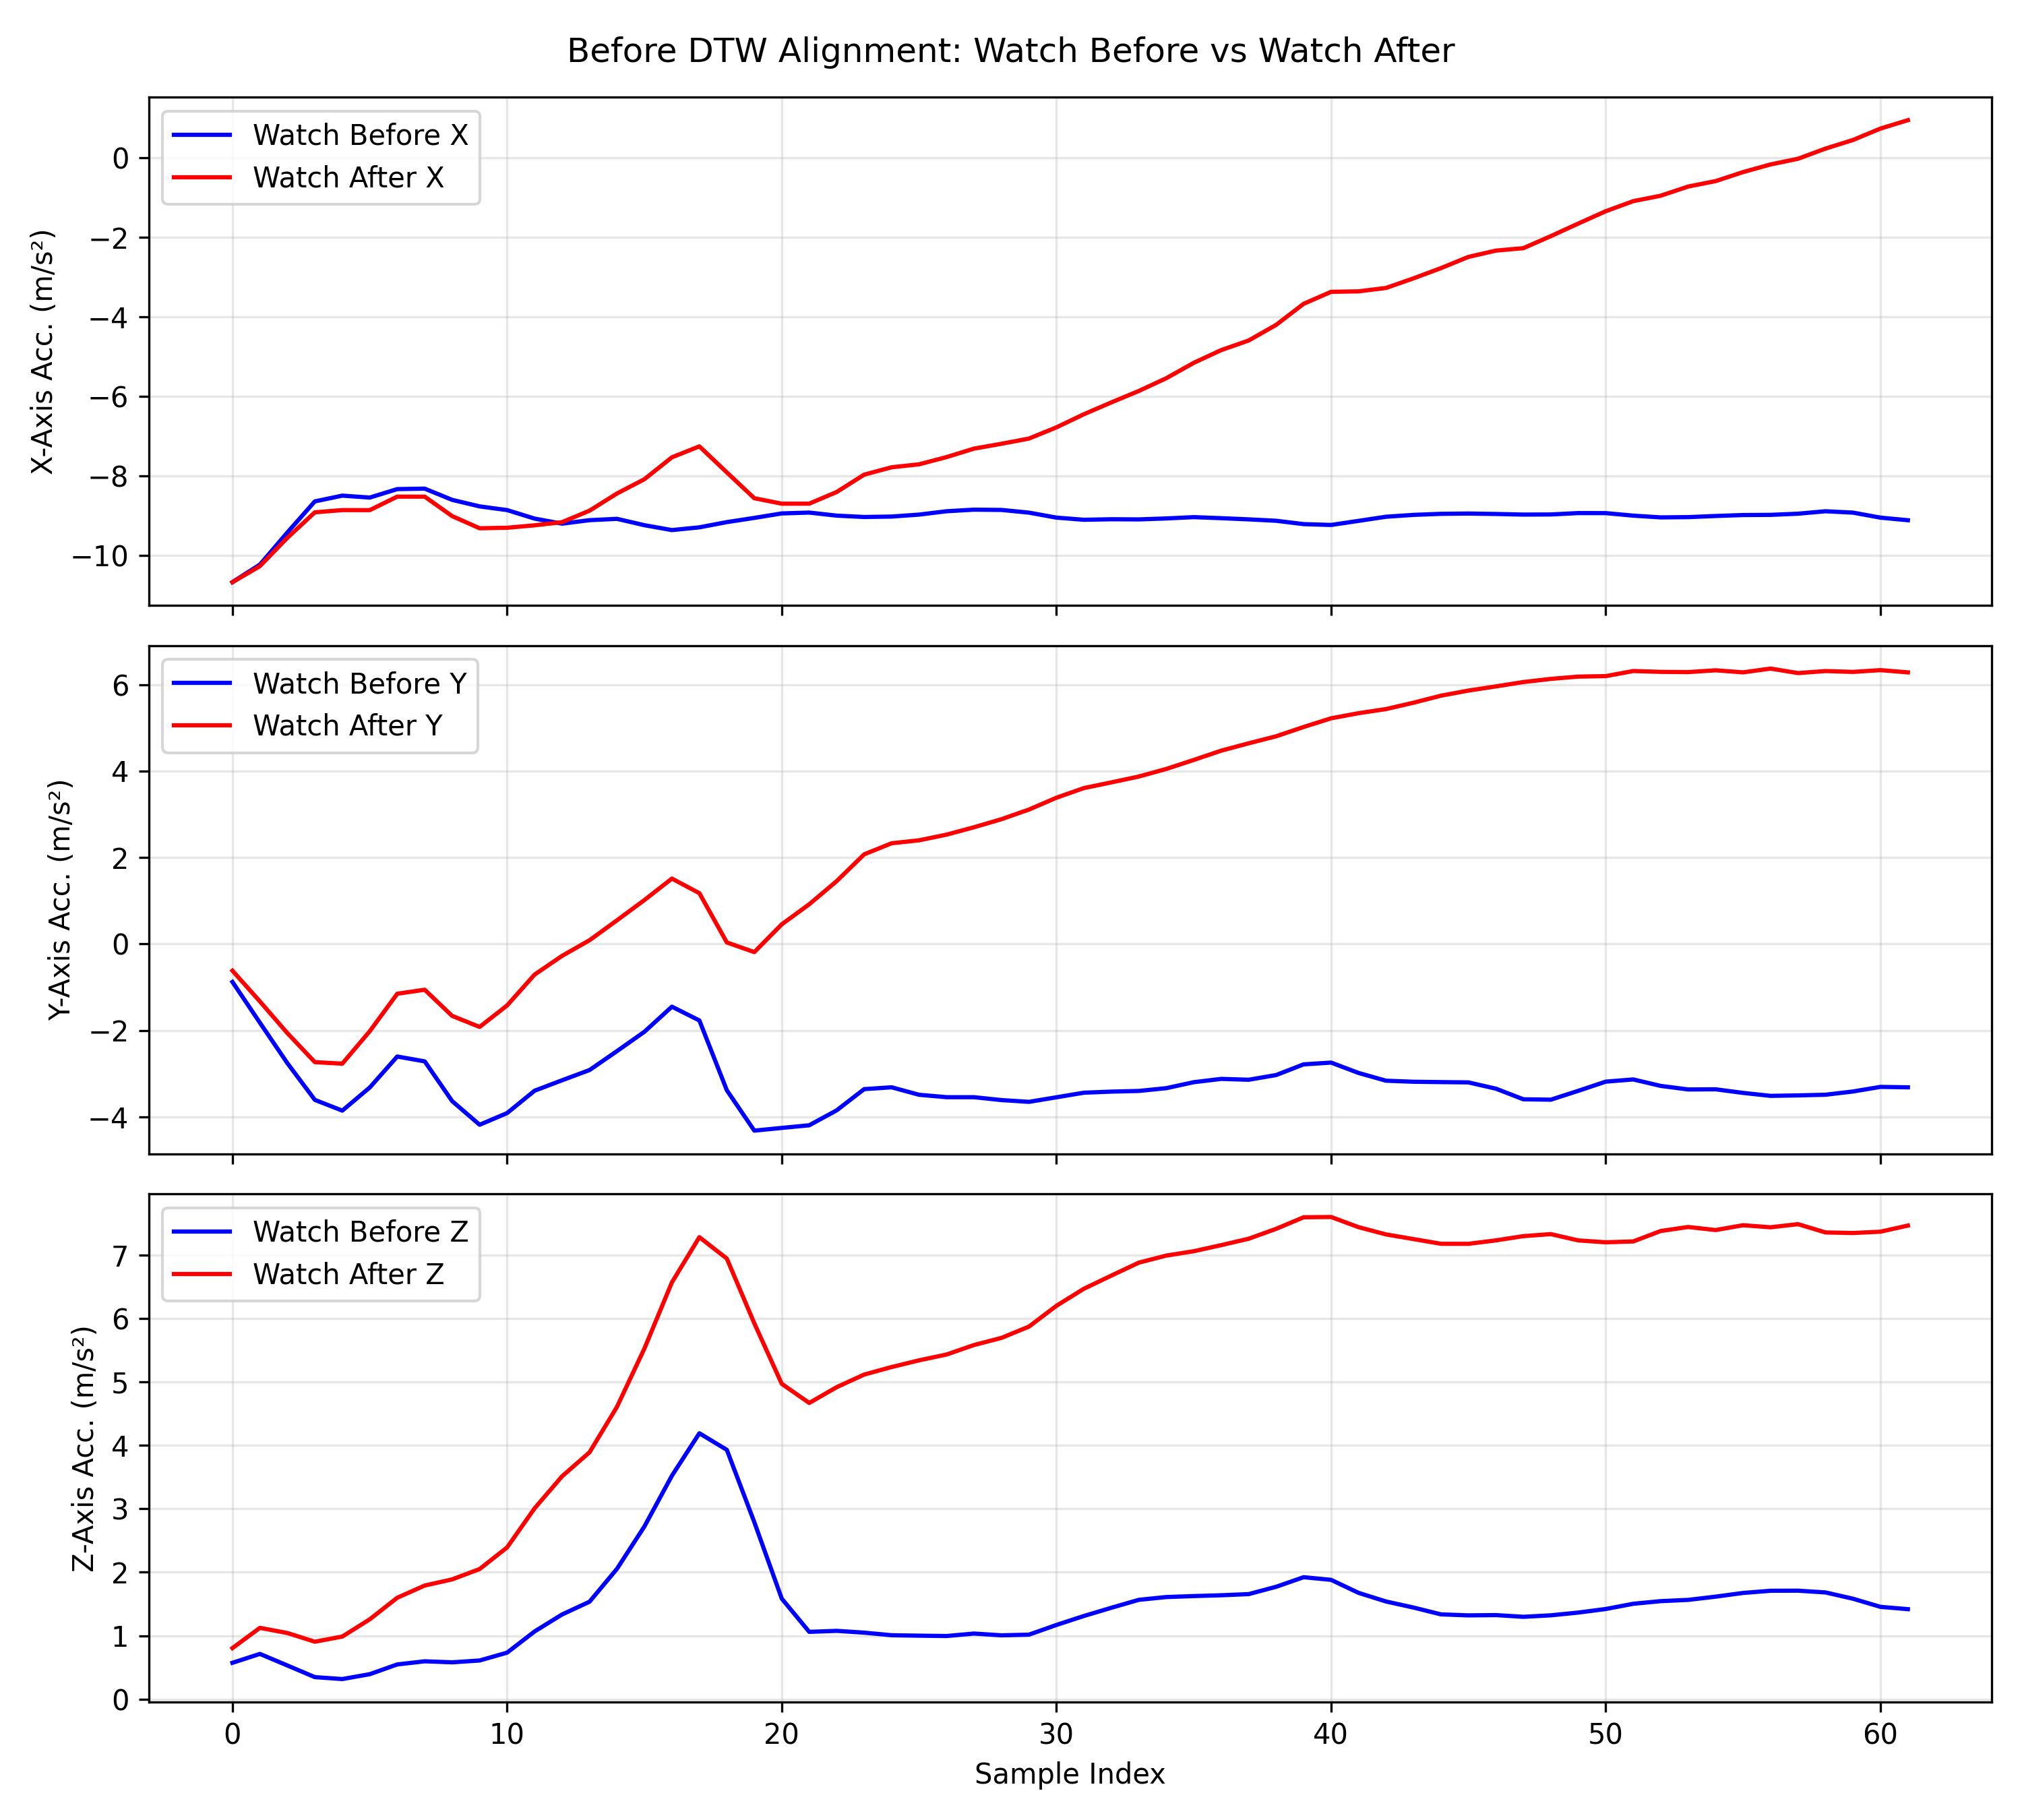 Before DTW Alignment: Watch Before vs Watch After
Watch Before X
Watch After X
X-Axis Acc. (m/s²)
0
−2
−4
−6
−8
−10
Watch Before Y
Watch After Y
Y-Axis Acc. (m/s²)
6
4
2
0
−2
−4
Watch Before Z
Watch After Z
Z-Axis Acc. (m/s²)
7
6
5
4
3
2
1
0
0 10 20 30 40 50 60
Sample Index